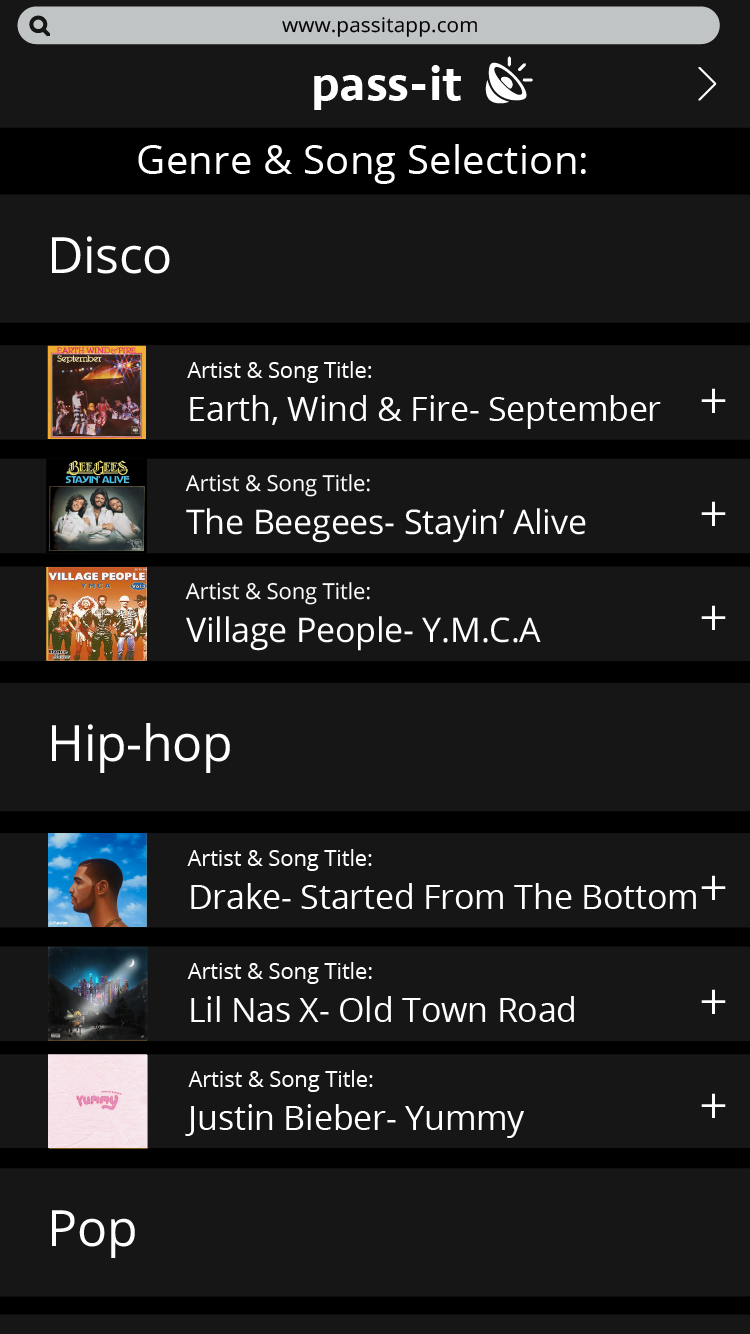 www.passitapp.com
pass-it
Genre & Song Selection:
Disco
EARTH WIND & FIRE
September
Artist & Song Title:
Earth, Wind & Fire- September
+
BEE GEES
STAYIN' ALIVE
Artist & Song Title:
The Beegees- Stayin’ Alive
+
VILLAGE PEOPLE
YMCA
Artist & Song Title:
Village People- Y.M.C.A
+
Hip-hop
Artist & Song Title:
Drake- Started From The Bottom
+
Artist & Song Title:
Lil Nas X- Old Town Road
+
YUMMY
Artist & Song Title:
Justin Bieber- Yummy
+
Pop